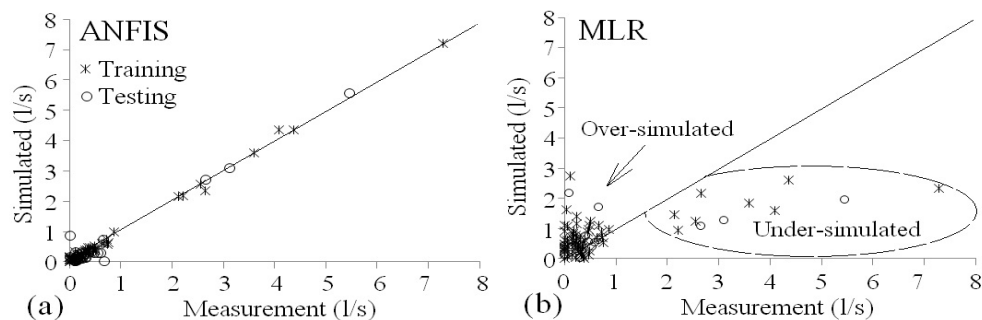 ANFIS
Training
Testing
Simulated (l/s)
8
7
6
5
4
3
2
1
0
0 1 2 3 4 5 6 7 8
(a)
Measurement (l/s)
MLR
Over-simulated
Under-simulated
Simulated (l/s)
8
7
6
5
4
3
2
1
0
0 1 2 3 4 5 6 7 8
(b)
Measurement (l/s)